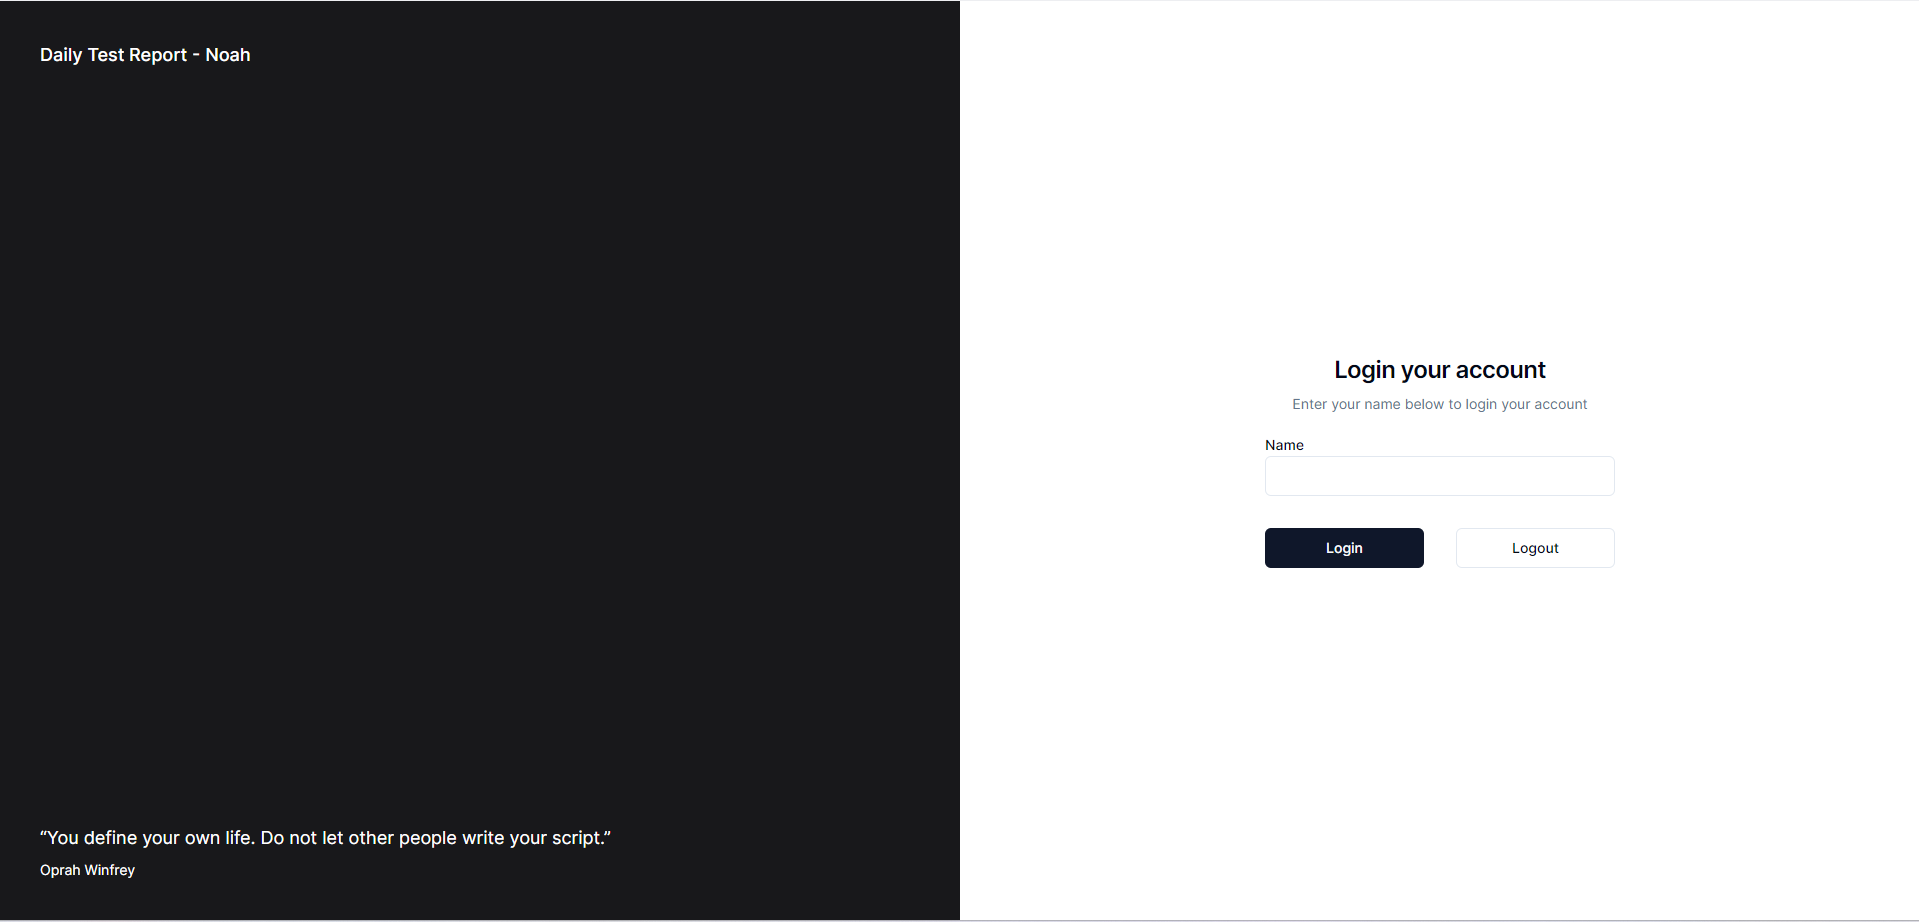 Daily Test Report - Noah
“You define your own life. Do not let other people write your script.”
Oprah Winfrey
Login your account
Enter your name below to login your account
Name
Login
Logout